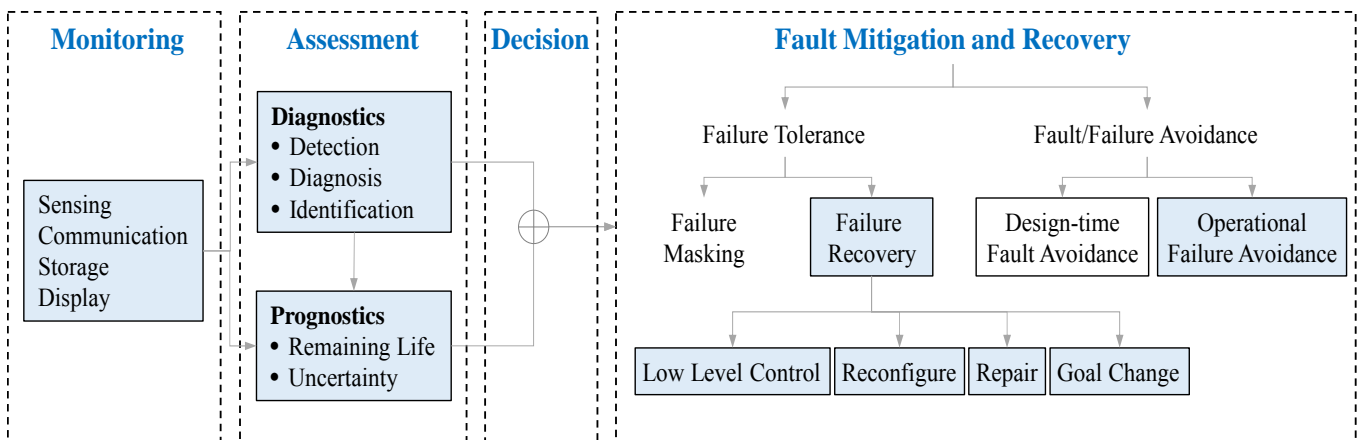 Monitoring
Sensing
Communication
Storage
Display
Assessment
Diagnostics
• Detection
• Diagnosis
• Identification
Prognostics
• Remaining Life
• Uncertainty
Decision
Fault Mitigation and Recovery
Failure Tolerance
Fault/Failure Avoidance
Failure
Masking
Failure
Recovery
Design-time
Fault Avoidance
Operational
Failure Avoidance
Low Level Control
Reconfigure
Repair
Goal Change